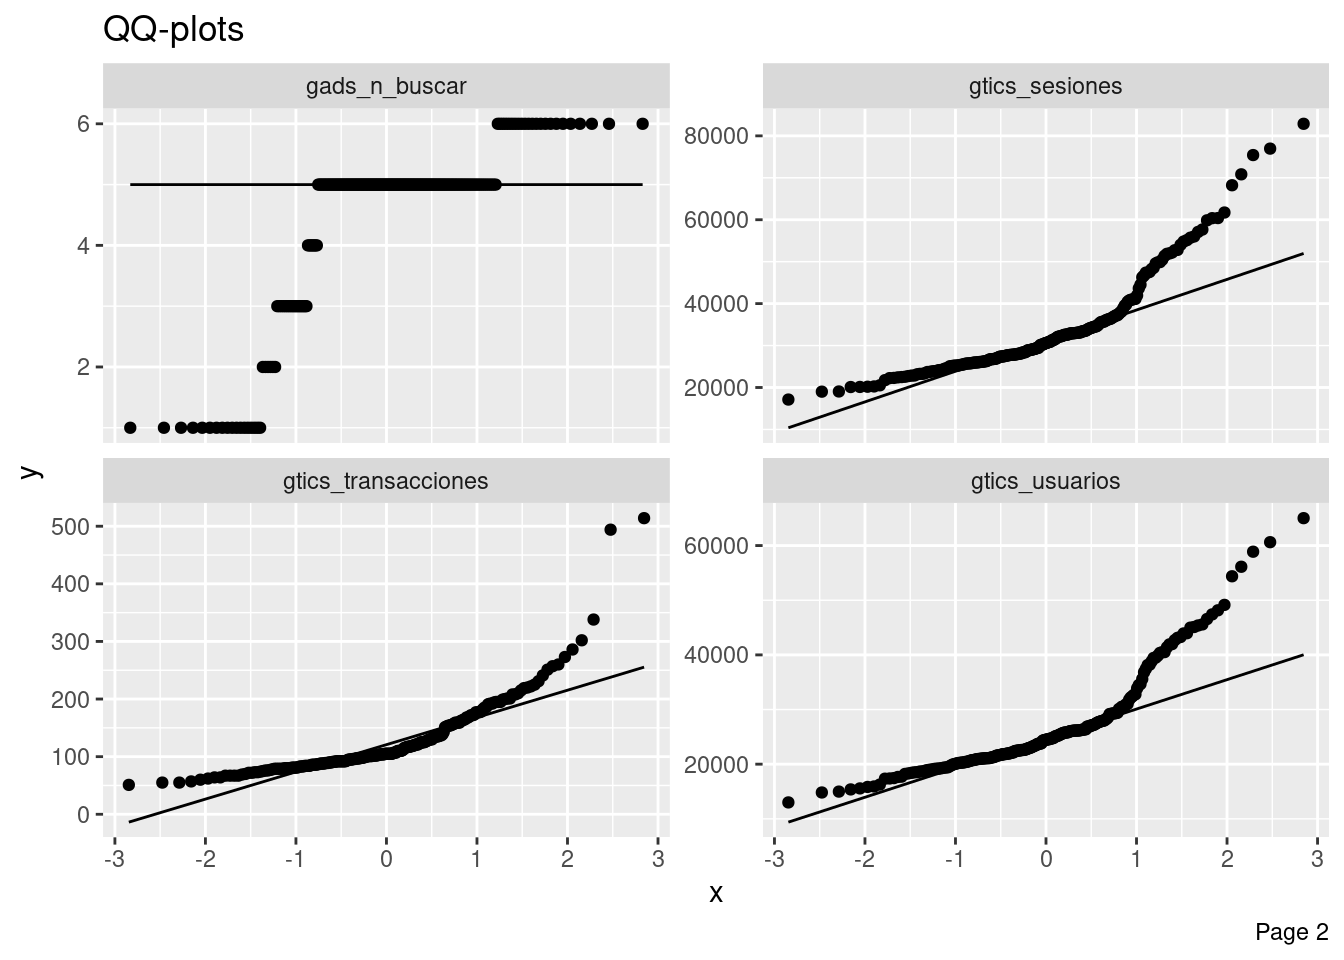 QQ-plots
gads_n_buscar
gtics_sesiones
6
4
2
80000
60000
40000
20000
y
gtics_transacciones
gtics_usuarios
500
400
300
200
100
0
60000
40000
20000
-3 -2 -1 0 1 2 3
-3 -2 -1 0 1 2 3
x
Page 2